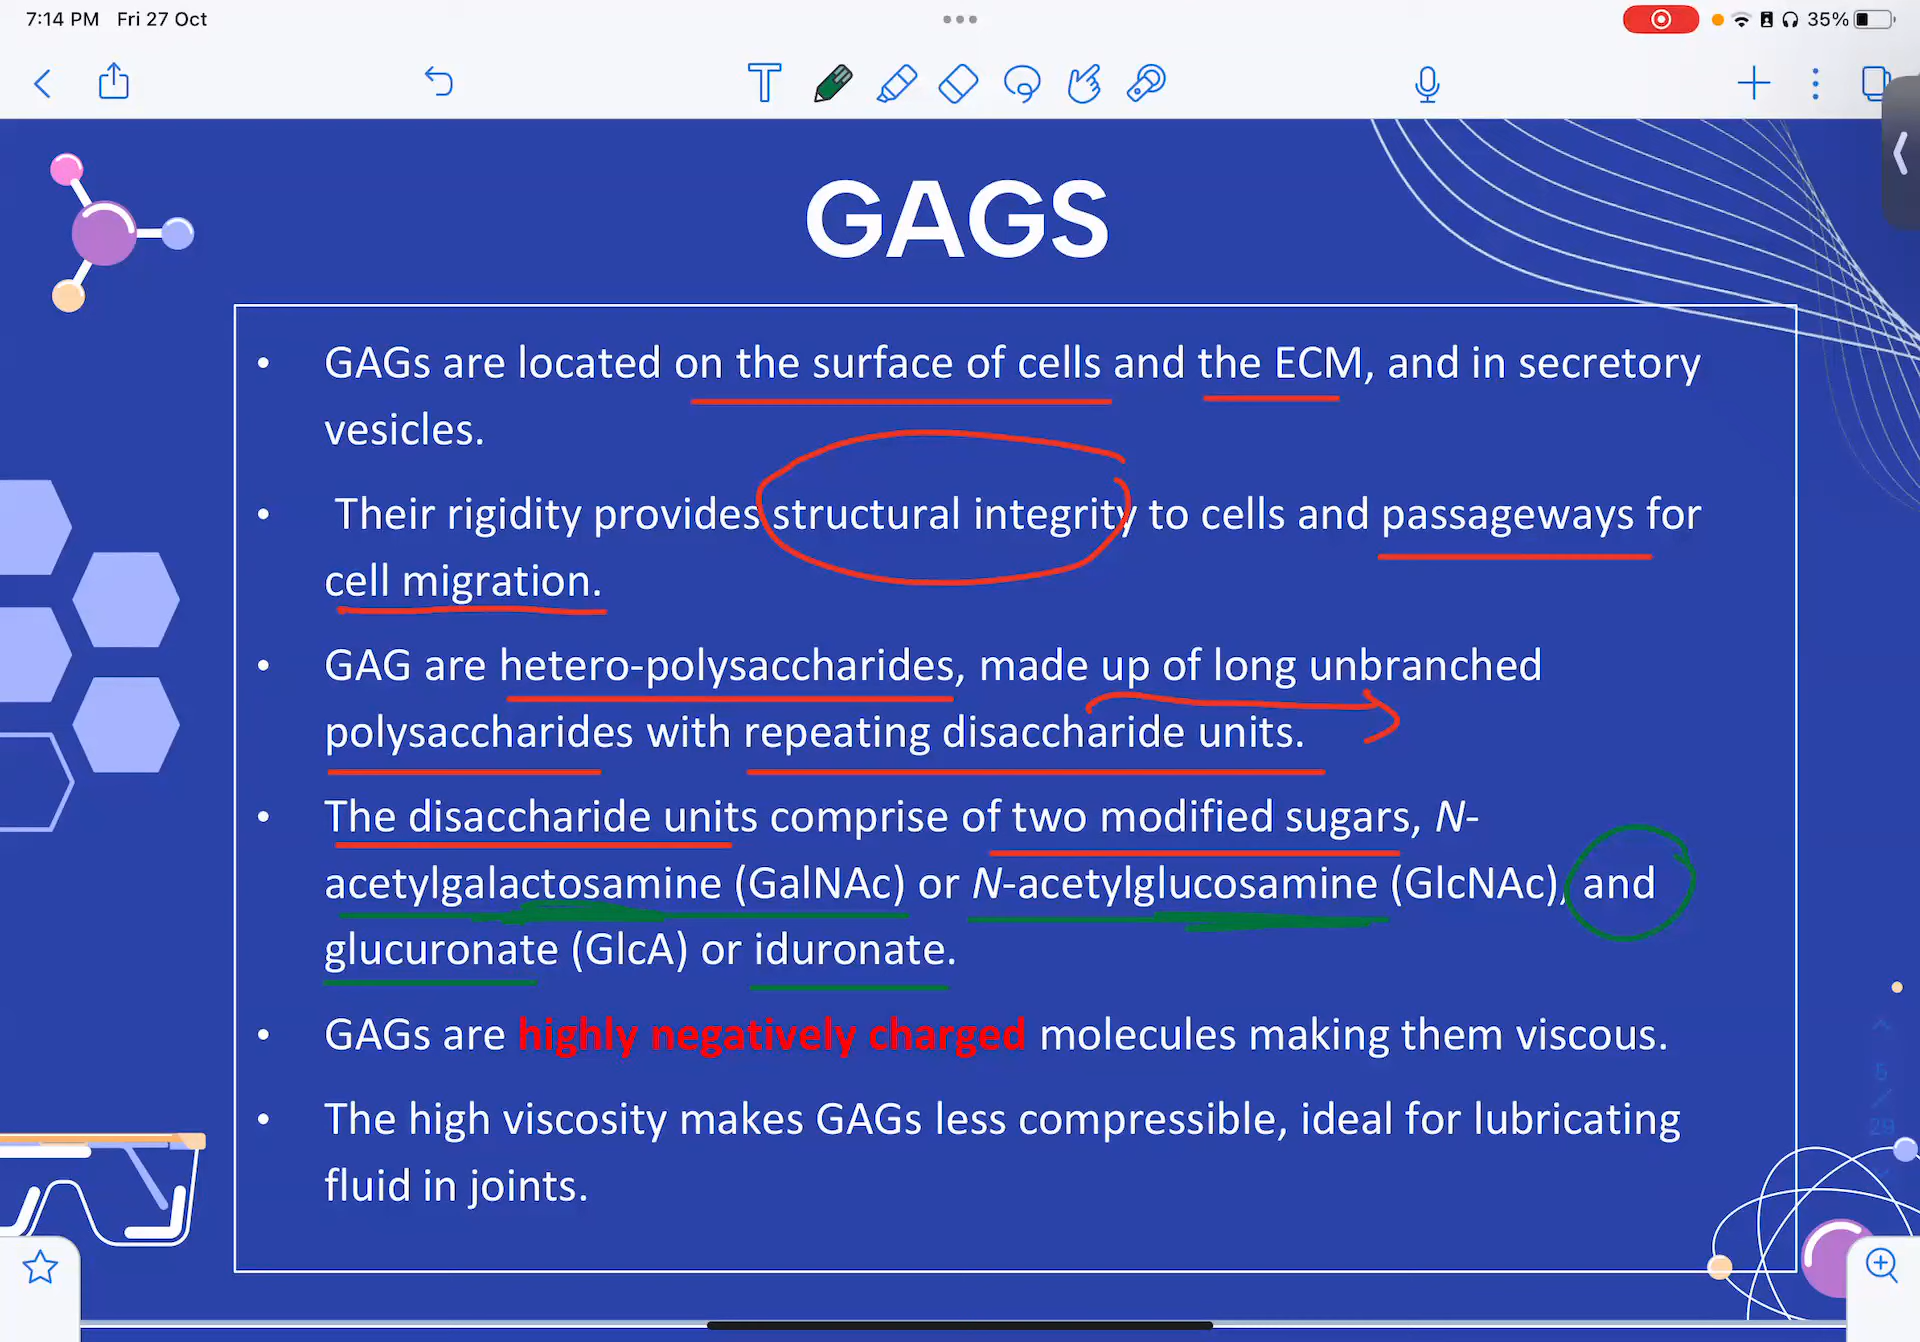 7:14 PM Fri 27 Oct
35%
GAGS
• GAGs are located on the surface of cells and the ECM, and in secretory
vesicles.
• Their rigidity provides structural integrity to cells and passageways for
cell migration.
• GAG are hetero-polysaccharides, made up of long unbranched
polysaccharides with repeating disaccharide units.
• The disaccharide units comprise of two modified sugars, N-
acetylgalactosamine (GalNAc) or N-acetylglucosamine (GlcNAc), and
glucuronate (GlcA) or iduronate.
• GAGs are highly negatively charged molecules making them viscous.
• The high viscosity makes GAGs less compressible, ideal for lubricating
fluid in joints.
5
/
29